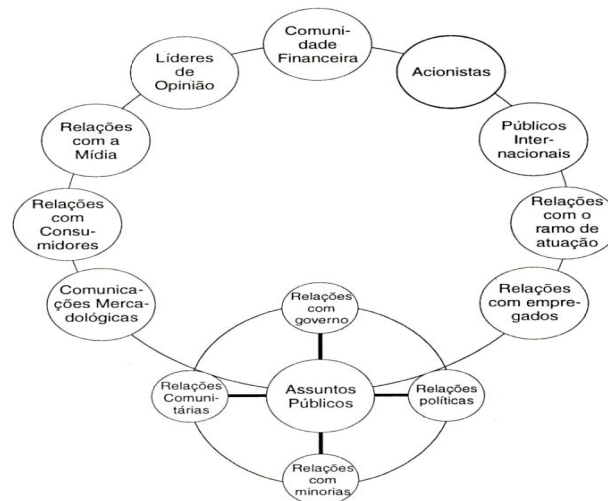 Comuni-
dade
Financeira
Líderes
de
Opinião
Acionistas
Relações
com a
Mídia
Públicos
Inter-
nacionais
Relações
com
Consu-
midores
Relações
com o
ramo de
atuação
Comunica-
ções Merca-
dológicas
Relações
com empre-
gados
Relações
com
governo
Relações
Comuni-
tárias
Assuntos
Públicos
Relações
políticas
Relações
com
minorias